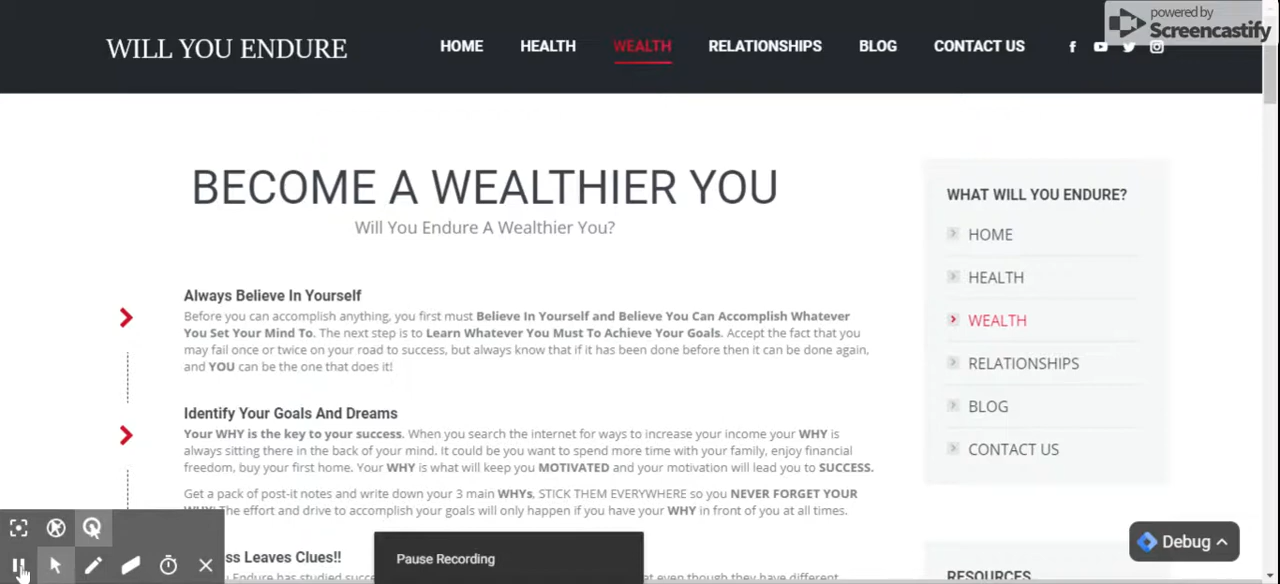 powered by
Screencastify
WILL YOU ENDURE
HOME HEALTH WEALTH RELATIONSHIPS BLOG CONTACT US
BECOME A WEALTHIER YOU
Will You Endure A Wealthier You?
Always Believe In Yourself
Before you can accomplish anything, you first must Believe In Yourself and Believe You Can Accomplish Whatever
You Set Your Mind To. The next step is to Learn Whatever You Must To Achieve Your Goals. Accept the fact that you
may fail once or twice on your road to success, but always know that if it has been done before then it can be done again,
and YOU can be the one that does it!
Identify Your Goals And Dreams
Your WHY is the key to your success. When you search the internet for ways to increase your income your WHY is
always sitting there in the back of your mind. It could be you want to spend more time with your family, enjoy financial
freedom, buy your first home. Your WHY is what will keep you MOTIVATED and your motivation will lead you to SUCCESS.
Get a pack of post-it notes and write down your 3 main WHYs, STICK THEM EVERYWHERE so you NEVER FORGET YOUR
The effort and drive to accomplish your goals will only happen if you have your WHY in front of you at all times.
ss Leaves Clues!!
Endure has studied
at even though they have different
WHAT WILL YOU ENDURE?
HOME
HEALTH
WEALTH
RELATIONSHIPS
BLOG
CONTACT US
RESOURCES
Pause Recording
Debug